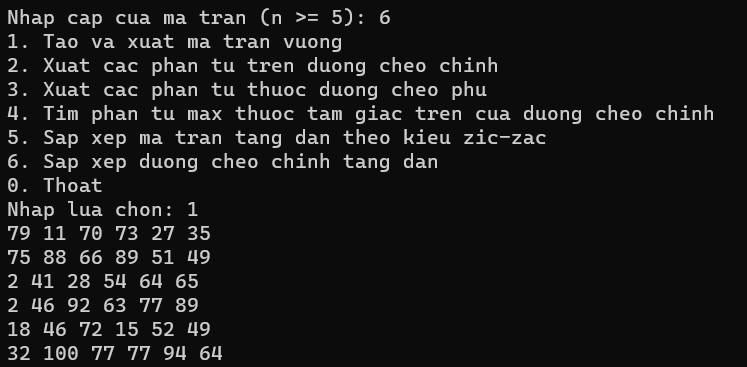 Nhap cap cua ma tran (n >= 5): 6
1. Tao va xuat ma tran vuong
2. Xuat cac phan tu tren duong cheo chinh
3. Xuat cac phan tu thuoc duong cheo phu
4. Tim phan tu max thuoc tam giac tren cua duong cheo chinh
5. Sap xep ma tran tang dan theo kieu zic-zac
6. Sap xep duong cheo chinh tang dan
0. Thoat
Nhap lua chon: 1
79 11 70 73 27 35
75 88 66 89 51 49
2 41 28 54 64 65
2 46 92 63 77 89
18 46 72 15 52 49
32 100 77 77 94 64